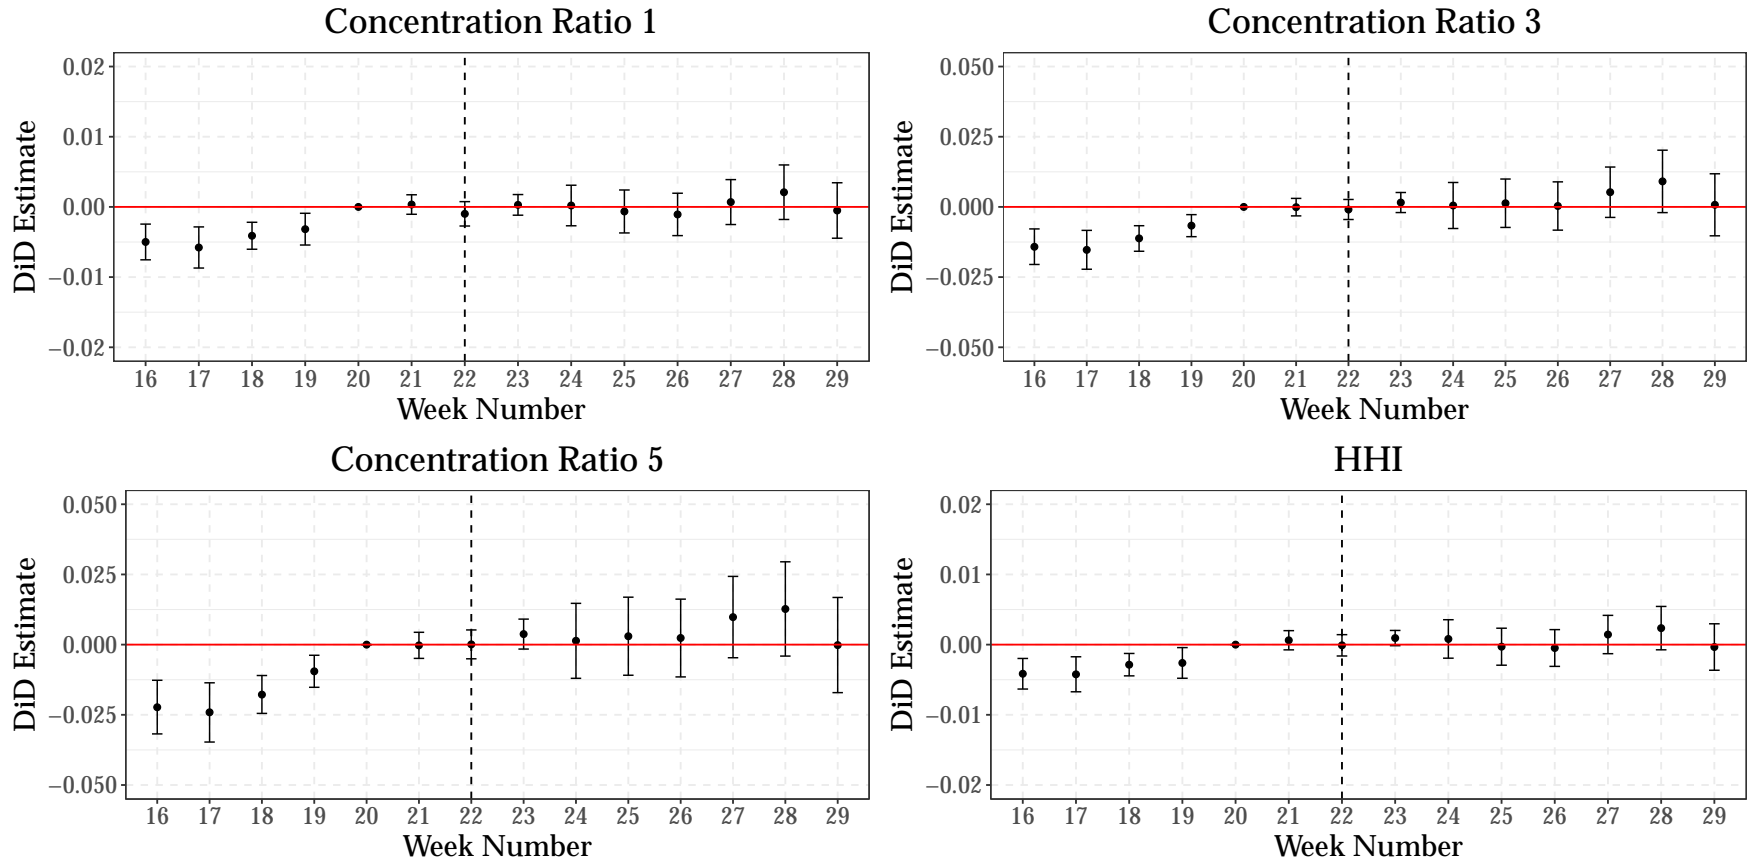 Concentration Ratio 1
DiD Estimate
0.02
0.01
0.00
−0.01
−0.02
16 17 18 19 20 21 22 23 24 25 26 27 28 29
Week Number
Concentration Ratio 3
DiD Estimate
0.050
0.025
0.000
−0.025
−0.050
16 17 18 19 20 21 22 23 24 25 26 27 28 29
Week Number
Concentration Ratio 5
DiD Estimate
0.050
0.025
0.000
−0.025
−0.050
16 17 18 19 20 21 22 23 24 25 26 27 28 29
Week Number
HHI
DiD Estimate
0.02
0.01
0.00
−0.01
−0.02
16 17 18 19 20 21 22 23 24 25 26 27 28 29
Week Number